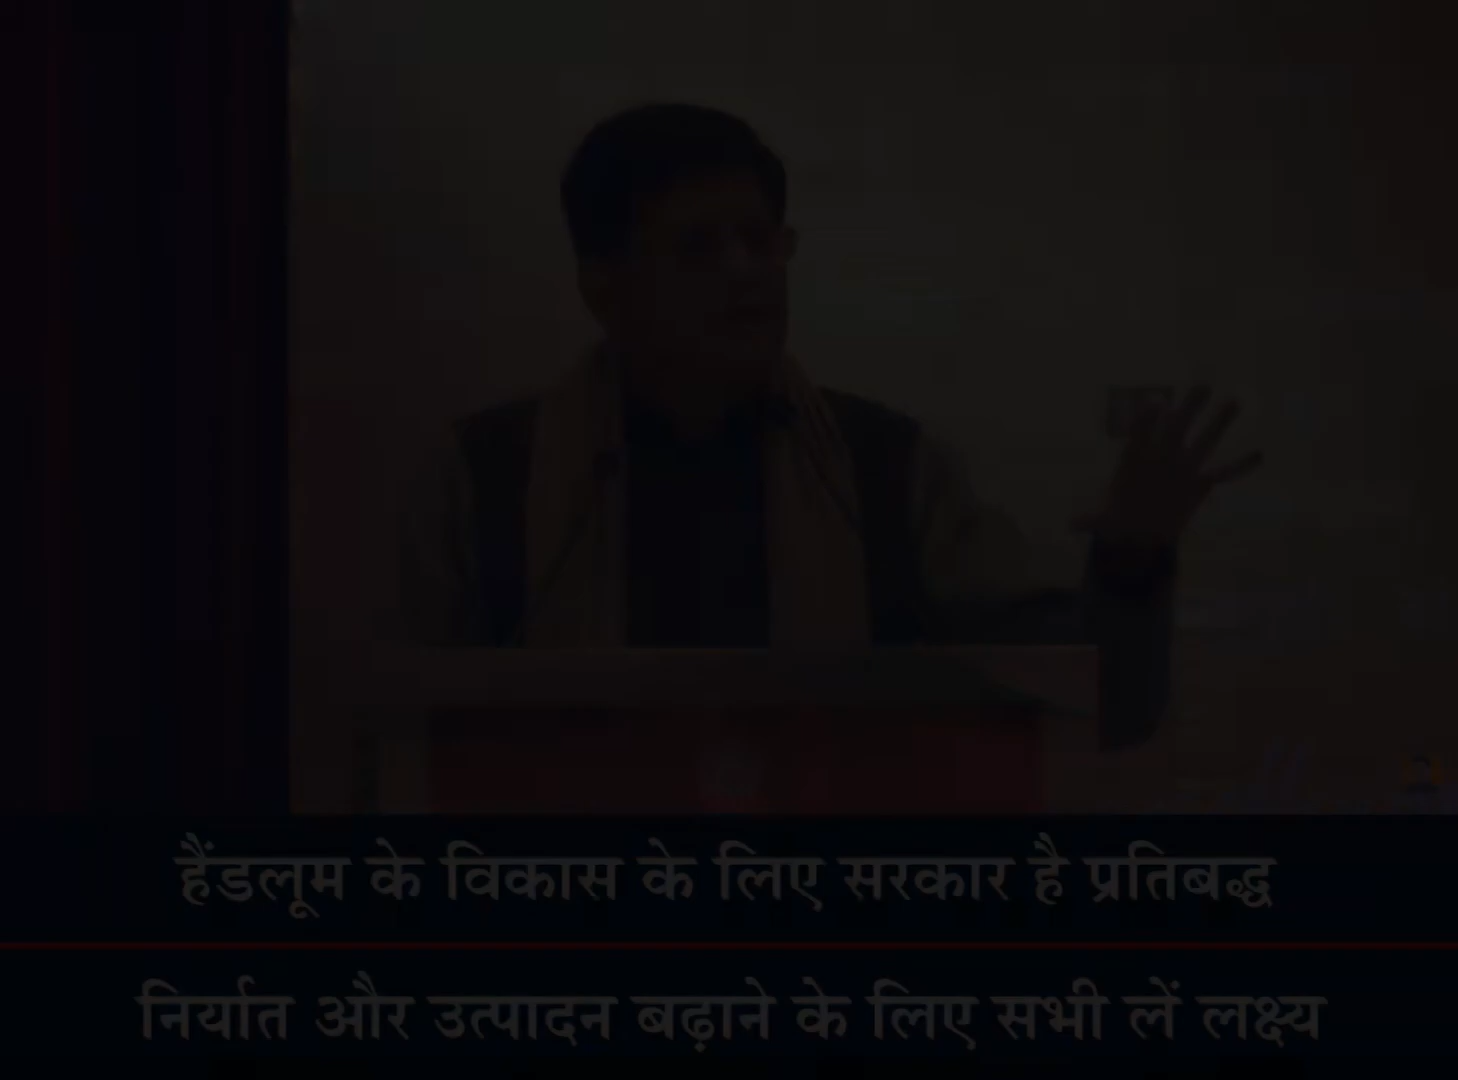 हैंडलूम के विकास के लिए सरकार है प्रतिबद्ध
निर्यात और उत्पादन बढ़ाने के लिए सभी लें लक्ष्य